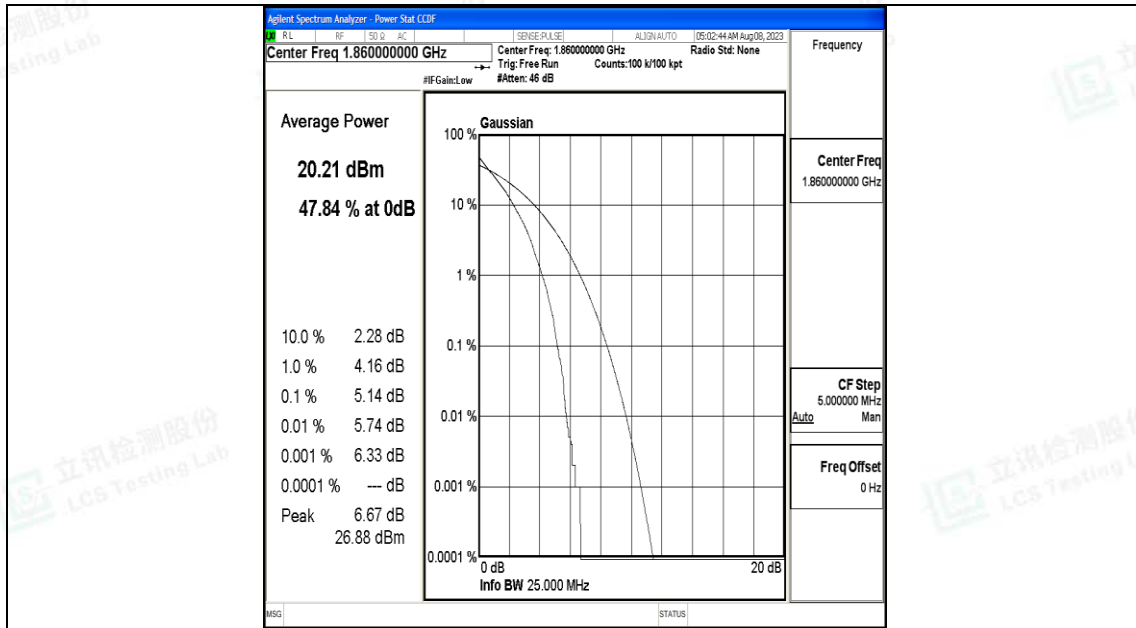 Agilent Spectrum Analyzer - Power Stat CCDF
RL RF 50 Ω AC SENSE:PULSE ALIGN AUTO 05:02:44 AM Aug 08, 2023
Center Freq 1.860000000 GHz
Center Freq: 1.860000000 GHz Radio Std: None
Trig: Free Run Counts:100 k/100 kpt
#IFGain:Low #Atten: 46 dB
Frequency
Average Power
20.21 dBm
47.84 % at 0dB
10.0 % 2.28 dB
1.0 % 4.16 dB
0.1 % 5.14 dB
0.01 % 5.74 dB
0.001 % 6.33 dB
0.0001 % --- dB
Peak 6.67 dB
26.88 dBm
Gaussian
100 %
10 %
1 %
0.1 %
0.01 %
0.001 %
0.0001 %
0 dB 20 dB
Info BW 25.000 MHz
Center Freq
1.860000000 GHz
CF Step
5.000000 MHz
Auto Man
Freq Offset
0 Hz
MSG STATUS
立讯检测股份
LCS Testing Lab